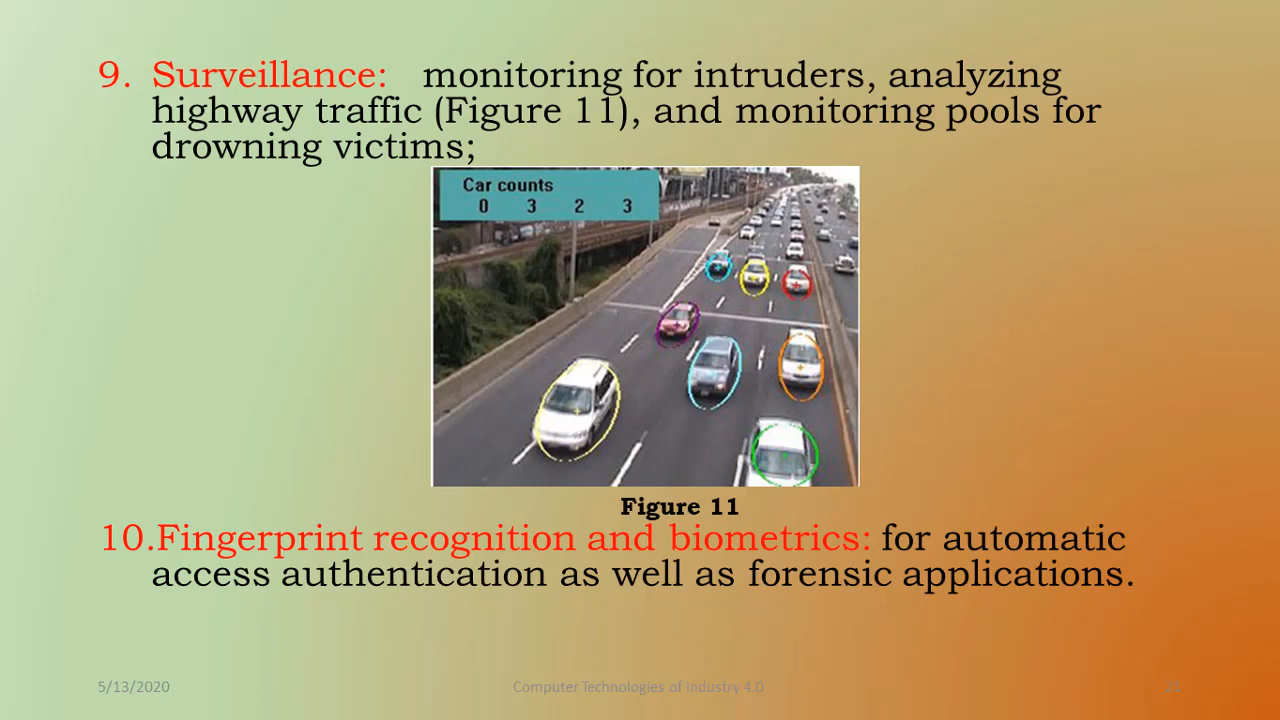 9. Surveillance: monitoring for intruders, analyzing
highway traffic (Figure 11), and monitoring pools for
drowning victims;
Car counts
0 3 2 3
Figure 11
10.Fingerprint recognition and biometrics: for automatic
access authentication as well as forensic applications.
5/13/2020
Computer Technologies of Industry 4.0
21